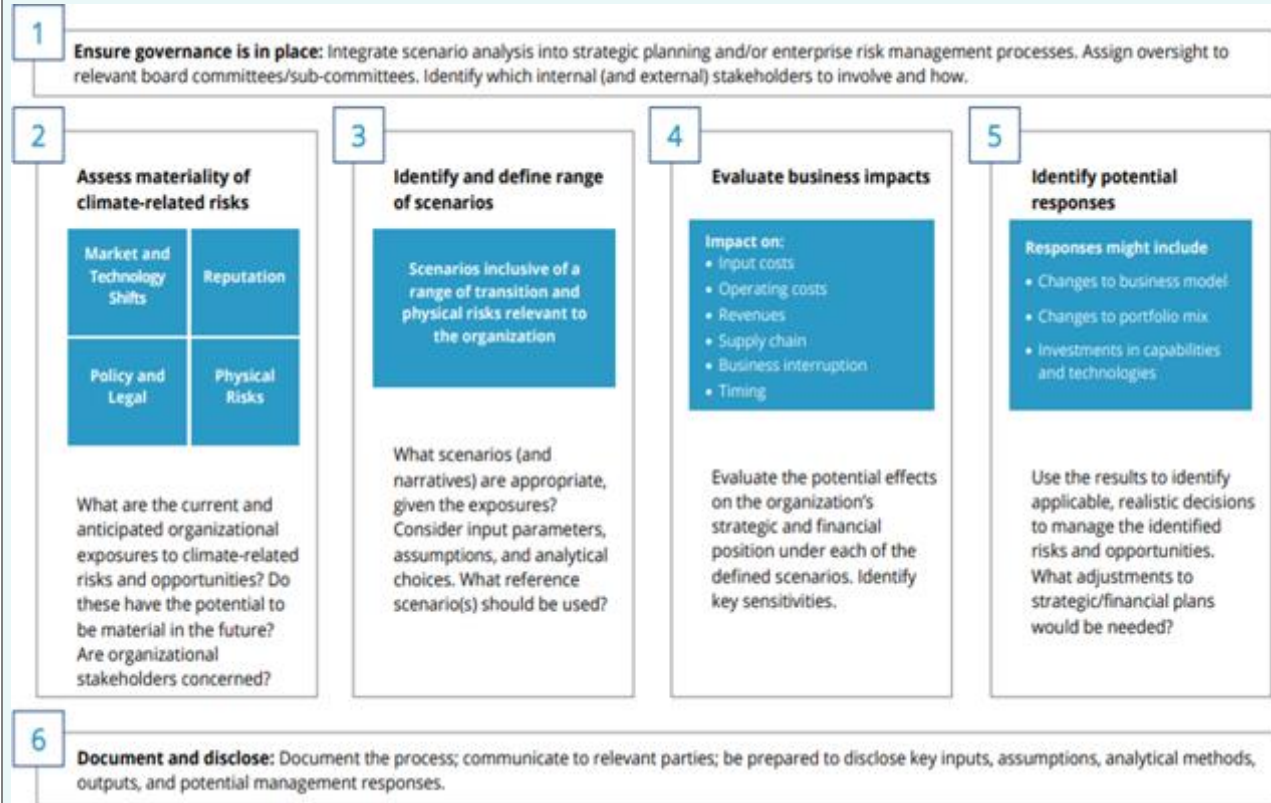 1
Ensure governance is in place: Integrate scenario analysis into strategic planning and/or enterprise risk management processes. Assign oversight to
relevant board committees/sub-committees. Identify which internal (and external) stakeholders to involve and how.
2
Assess materiality of
climate-related risks
Market and
Technology
Shifts
Reputation
Policy and
Legal
Physical
Risks
What are the current and
anticipated organizational
exposures to climate-related
risks and opportunities? Do
these have the potential to
be material in the future?
Are organizational
stakeholders concerned?
3
Identify and define range
of scenarios
Scenarios inclusive of a
range of transition and
physical risks relevant to
the organization
What scenarios (and
narratives) are appropriate,
given the exposures?
Consider input parameters,
assumptions, and analytical
choices. What reference
scenario(s) should be used?
4
Evaluate business impacts
Impact on:
• Input costs
• Operating costs
• Revenues
• Supply chain
• Business interruption
• Timing
Evaluate the potential effects
on the organization's
strategic and financial
position under each of the
defined scenarios. Identify
key sensitivities.
5
Identify potential
responses
Responses might include
• Changes to business model
• Changes to portfolio mix
• Investments in capabilities
and technologies
Use the results to identify
applicable, realistic decisions
to manage the identified
risks and opportunities.
What adjustments to
strategic/financial plans
would be needed?
6
Document and disclose: Document the process; communicate to relevant parties; be prepared to disclose key inputs, assumptions, analytical methods,
outputs, and potential management responses.